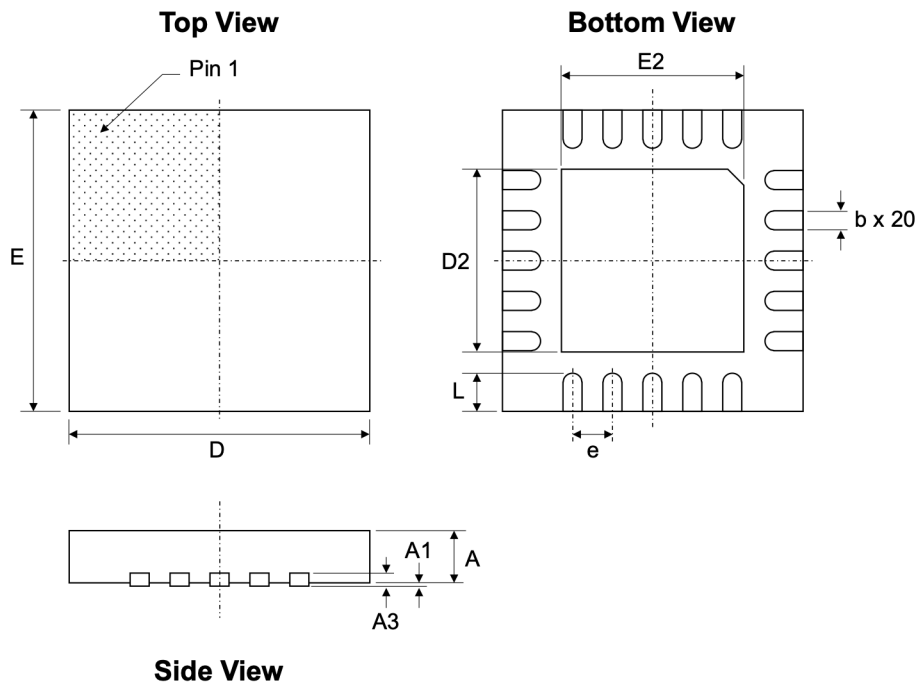 Top View
Bottom View
Pin 1
E2
E
D2
b x 20
L
D
e
A1
A
A3
Side View